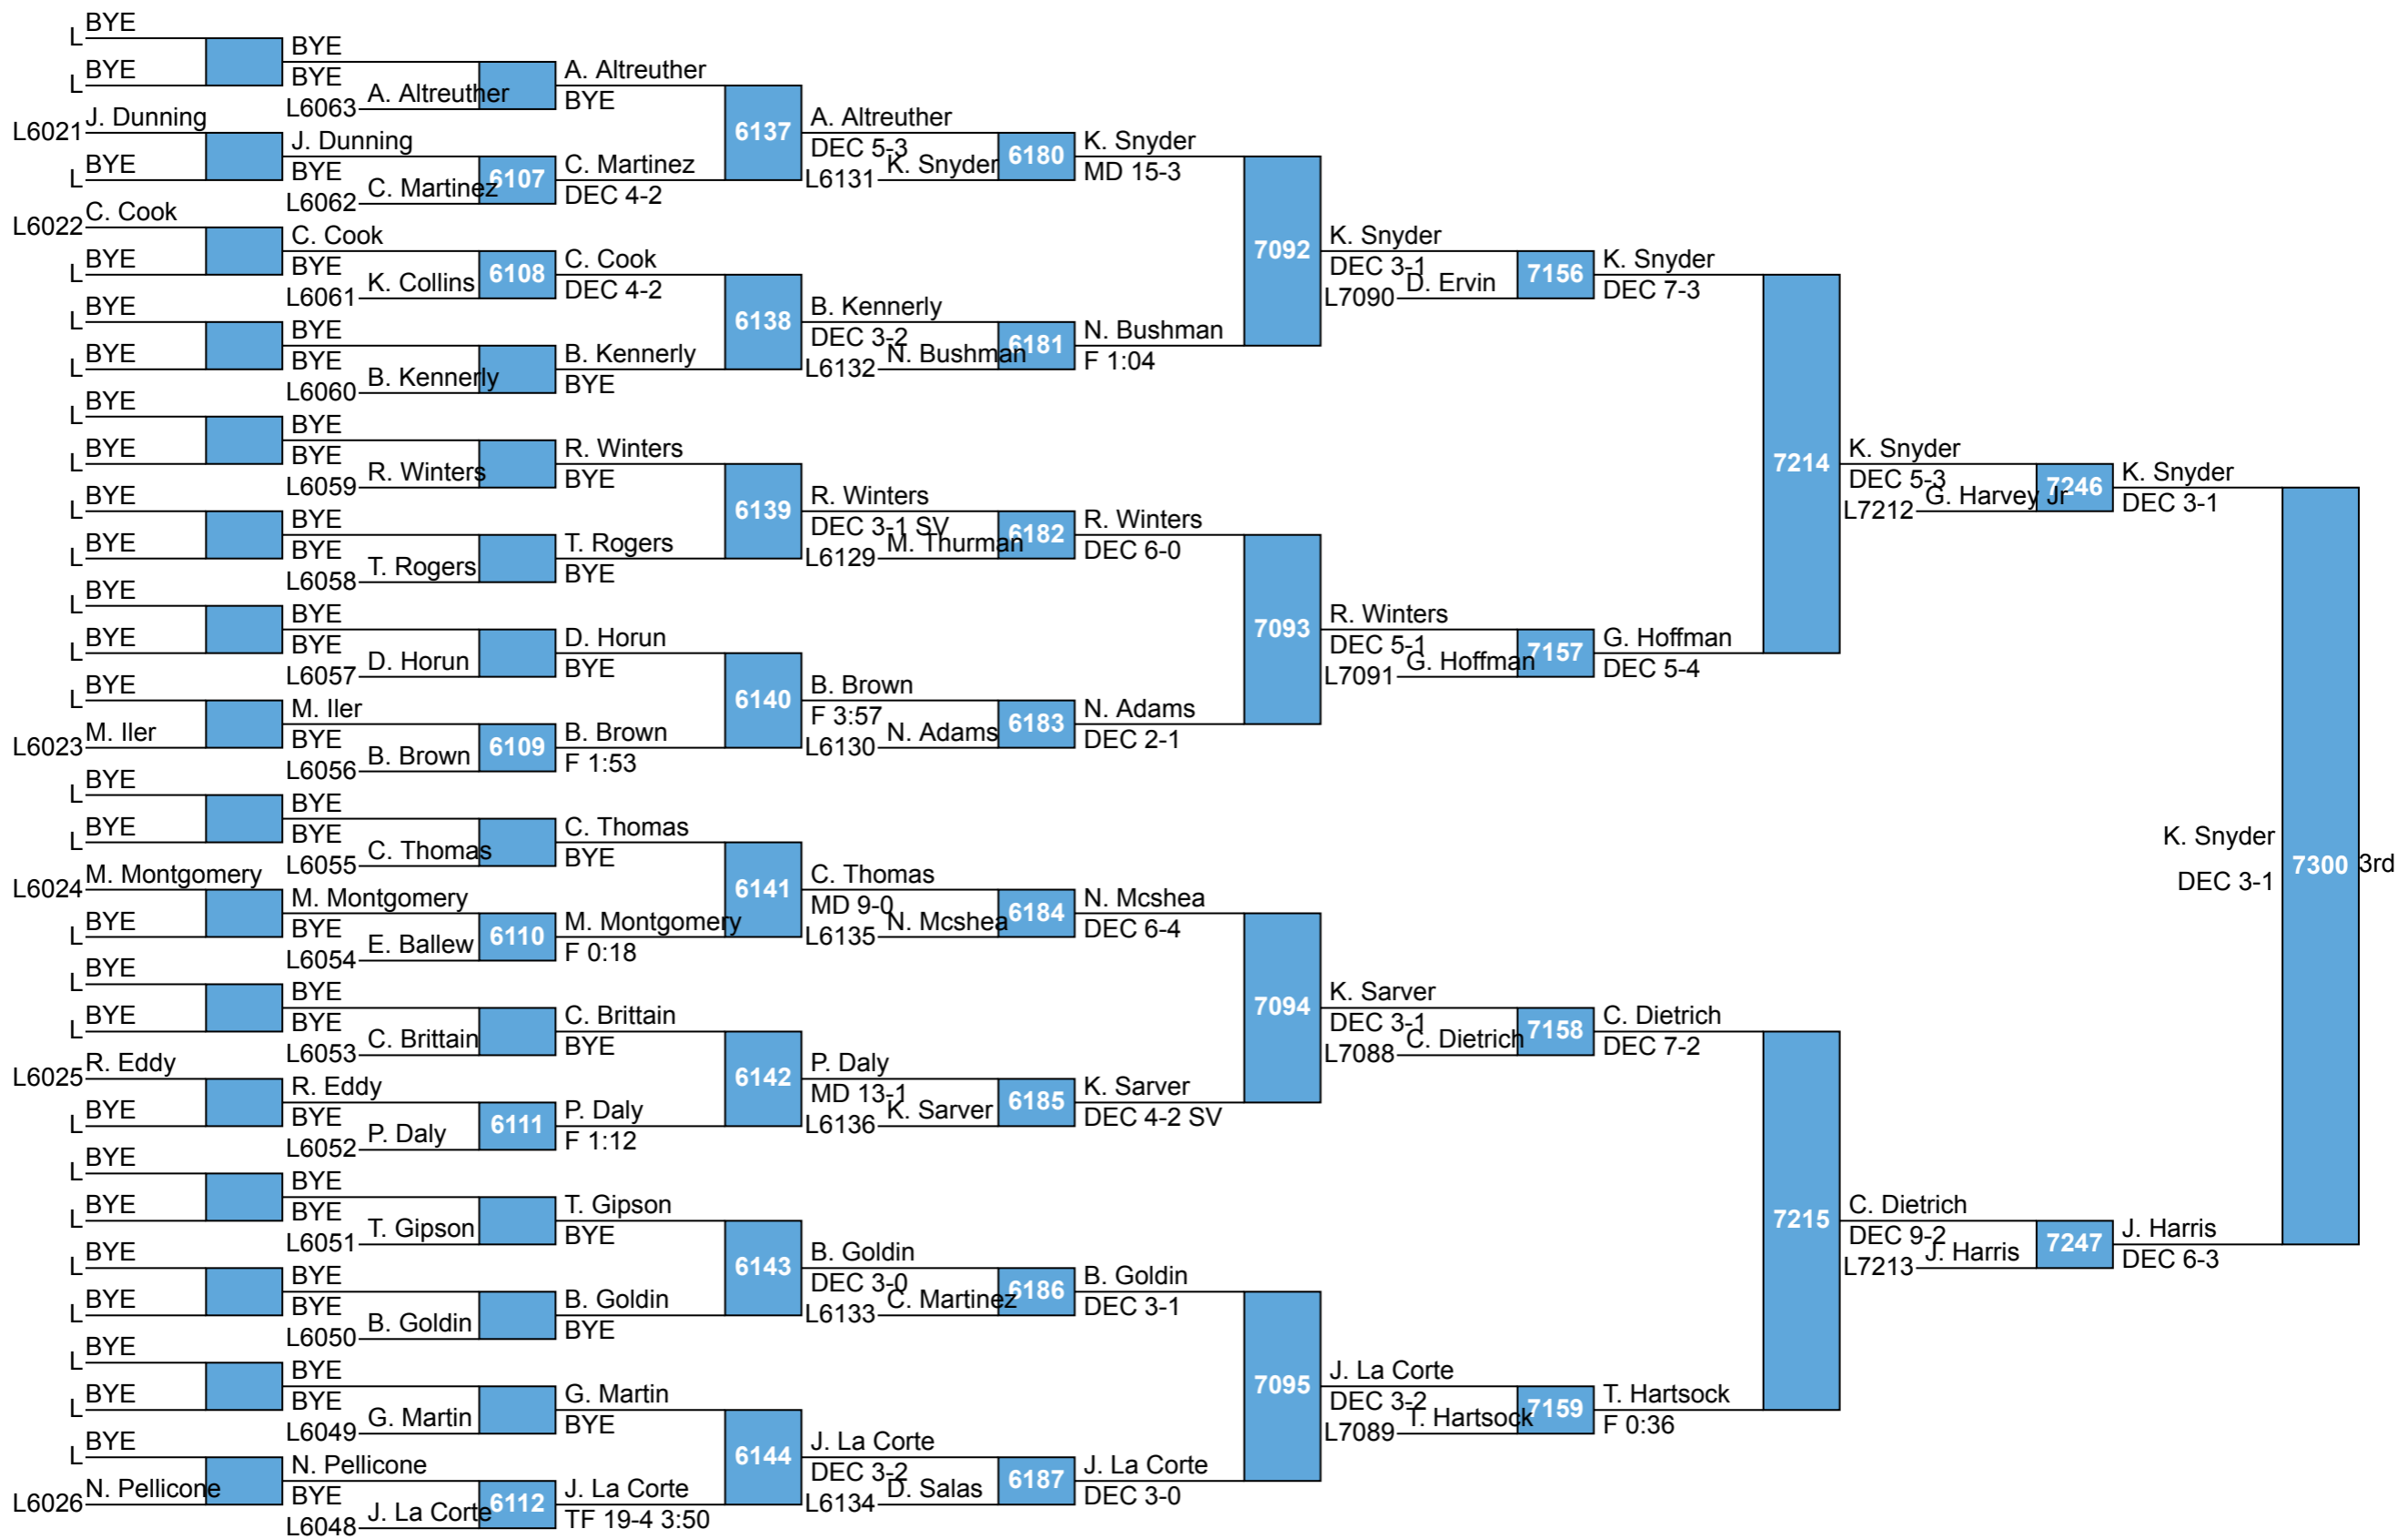 BYE
L
BYE
L
BYE
BYE
L6063 A. Altreuther
A. Altreuther
BYE
L6021 J. Dunning
BYE
L
J. Dunning
BYE
L6062 C. Martinez
6107
C. Martinez
DEC 4-2
6137
A. Altreuther
DEC 5-3
L6131 K. Snyder
6180
K. Snyder
MD 15-3
L6022 C. Cook
BYE
L
C. Cook
BYE
L6061 K. Collins
6108
C. Cook
DEC 4-2
BYE
L
BYE
L
BYE
BYE
L6060 B. Kennerly
B. Kennerly
BYE
6138
B. Kennerly
DEC 3-2
L6132 N. Bushman
6181
N. Bushman
F 1:04
7092
K. Snyder
DEC 3-1
L7090 D. Ervin
7156
K. Snyder
DEC 7-3
BYE
L
BYE
L
BYE
BYE
L6059 R. Winters
R. Winters
BYE
BYE
L
BYE
L
BYE
BYE
L6058 T. Rogers
T. Rogers
BYE
6139
R. Winters
DEC 3-1 SV
L6129 M. Thurman
6182
R. Winters
DEC 6-0
BYE
L
BYE
L
BYE
BYE
L6057 D. Horun
D. Horun
BYE
BYE
L
L6023 M. Iler
M. Iler
BYE
L6056 B. Brown
6109
B. Brown
F 1:53
6140
B. Brown
F 3:57
L6130 N. Adams
6183
N. Adams
DEC 2-1
7093
R. Winters
DEC 5-1
L7091 G. Hoffman
7157
G. Hoffman
DEC 5-4
7214
K. Snyder
DEC 5-3
L7212 G. Harvey Jr
7246
K. Snyder
DEC 3-1
BYE
L
BYE
L
BYE
BYE
L6055 C. Thomas
C. Thomas
BYE
L6024 M. Montgomery
BYE
L
M. Montgomery
BYE
L6054 E. Ballew
6110
M. Montgomery
F 0:18
6141
C. Thomas
MD 9-0
L6135 N. Mcshea
6184
N. Mcshea
DEC 6-4
BYE
L
BYE
L
BYE
BYE
L6053 C. Brittain
C. Brittain
BYE
L6025 R. Eddy
BYE
L
R. Eddy
BYE
L6052 P. Daly
6111
P. Daly
F 1:12
6142
P. Daly
MD 13-1
L6136 K. Sarver
6185
K. Sarver
DEC 4-2 SV
7094
K. Sarver
DEC 3-1
L7088 C. Dietrich
7158
C. Dietrich
DEC 7-2
BYE
L
BYE
L
BYE
BYE
L6051 T. Gipson
T. Gipson
BYE
BYE
L
BYE
L
BYE
BYE
L6050 B. Goldin
B. Goldin
BYE
6143
B. Goldin
DEC 3-0
L6133 C. Martinez
6186
B. Goldin
DEC 3-1
BYE
L
BYE
L
BYE
BYE
L6049 G. Martin
G. Martin
BYE
BYE
L
L6026 N. Pellicone
N. Pellicone
BYE
L6048 J. La Corte
6112
J. La Corte
TF 19-4 3:50
6144
J. La Corte
DEC 3-2
L6134 D. Salas
6187
J. La Corte
DEC 3-0
7095
J. La Corte
DEC 3-2
L7089 T. Hartsock
7159
T. Hartsock
F 0:36
7215
C. Dietrich
DEC 9-2
L7213 J. Harris
7247
J. Harris
DEC 6-3
K. Snyder
DEC 3-1
7300 3rd